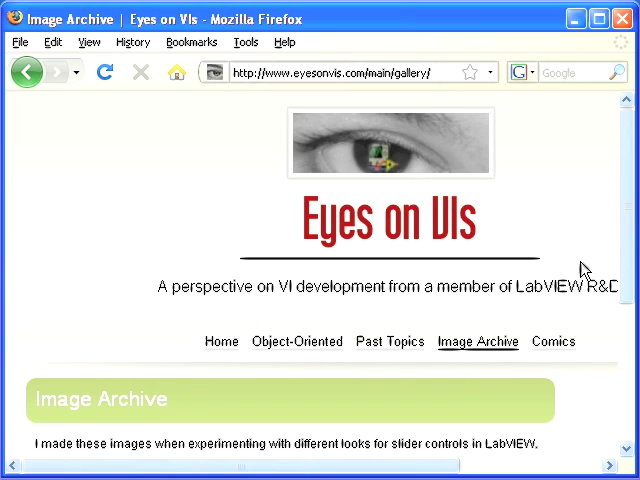 Image Archive | Eyes on VIs - Mozilla Firefox
File Edit View History Bookmarks Tools Help
http://www.eyesonvis.com/main/gallery/ G Google
Eyes on VIs
A perspective on VI development from a member of LabVIEW R&D
Home Object-Oriented Past Topics Image Archive Comics
Image Archive
I made these images when experimenting with different looks for slider controls in LabVIEW.